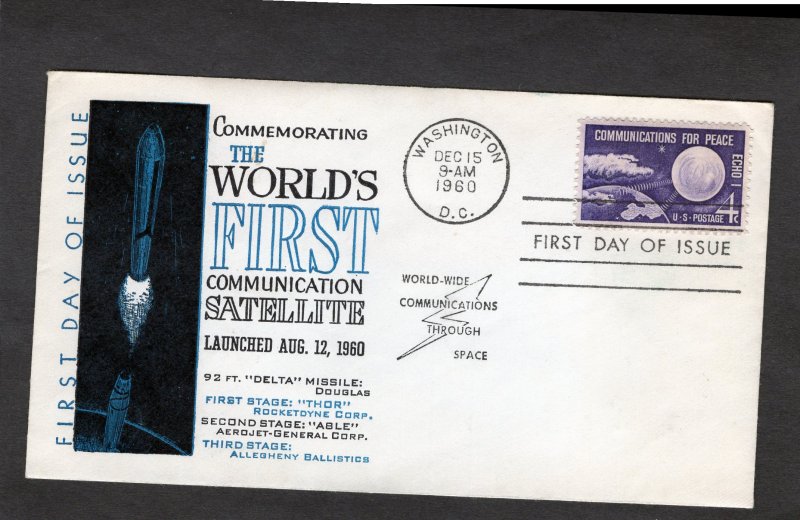 FIRST DAY OF ISSUE
COMMEMORATING
THE
WORLD'S
FIRST
COMMUNICATION
SATELLITE
LAUNCHED AUG. 12, 1960
92 FT. "DELTA" MISSILE:
DOUGLAS
FIRST STAGE: "THOR"
ROCKETDYNE CORP.
SECOND STAGE: "ABLE"
AEROJET-GENERAL CORP.
THIRD STAGE:
ALLEGHENY BALLISTICS
WASHINGTON
DEC 15
9-AM
1960
D.C.
WORLD-WIDE
COMMUNICATIONS
THROUGH
SPACE
COMMUNICATIONS FOR PEACE
ECHO I
4¢
U·S·POSTAGE
FIRST DAY OF ISSUE